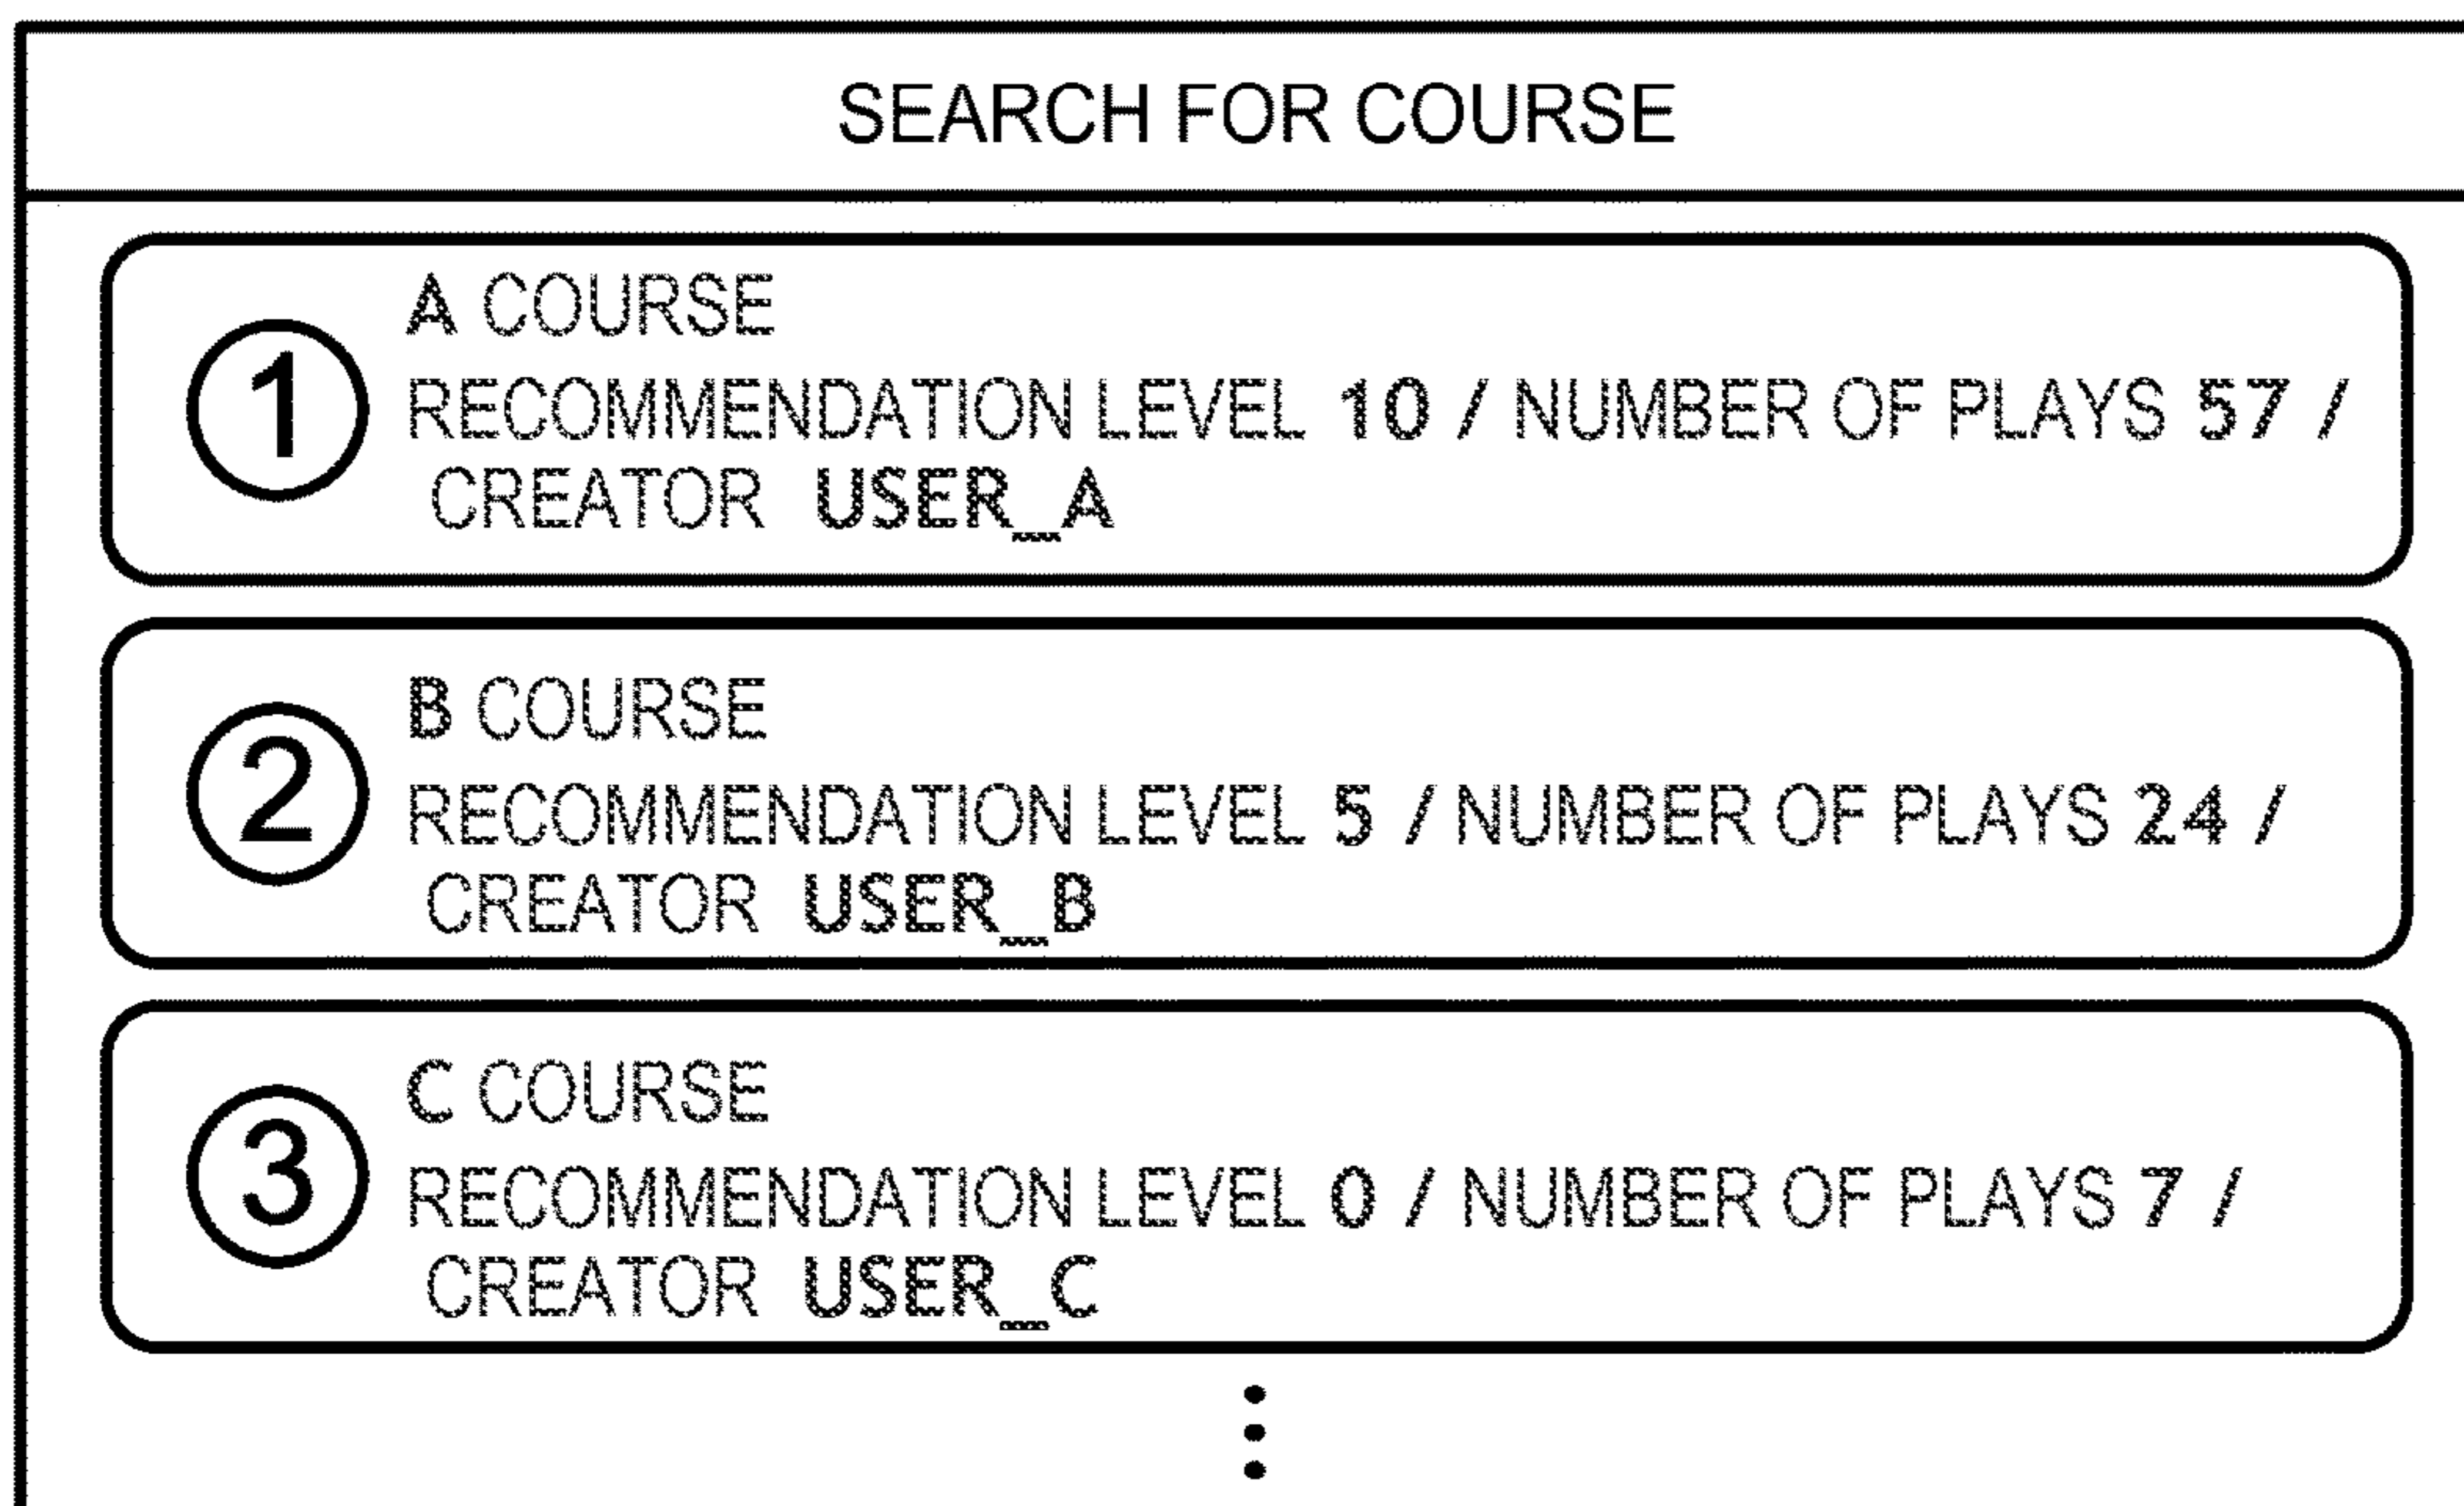 SEARCH FOR COURSE
1
A COURSE
RECOMMENDATION LEVEL 10 / NUMBER OF PLAYS 57 /
CREATOR USER_A
2
B COURSE
RECOMMENDATION LEVEL 5 / NUMBER OF PLAYS 24 /
CREATOR USER_B
3
C COURSE
RECOMMENDATION LEVEL 0 / NUMBER OF PLAYS 7 /
CREATOR USER_C